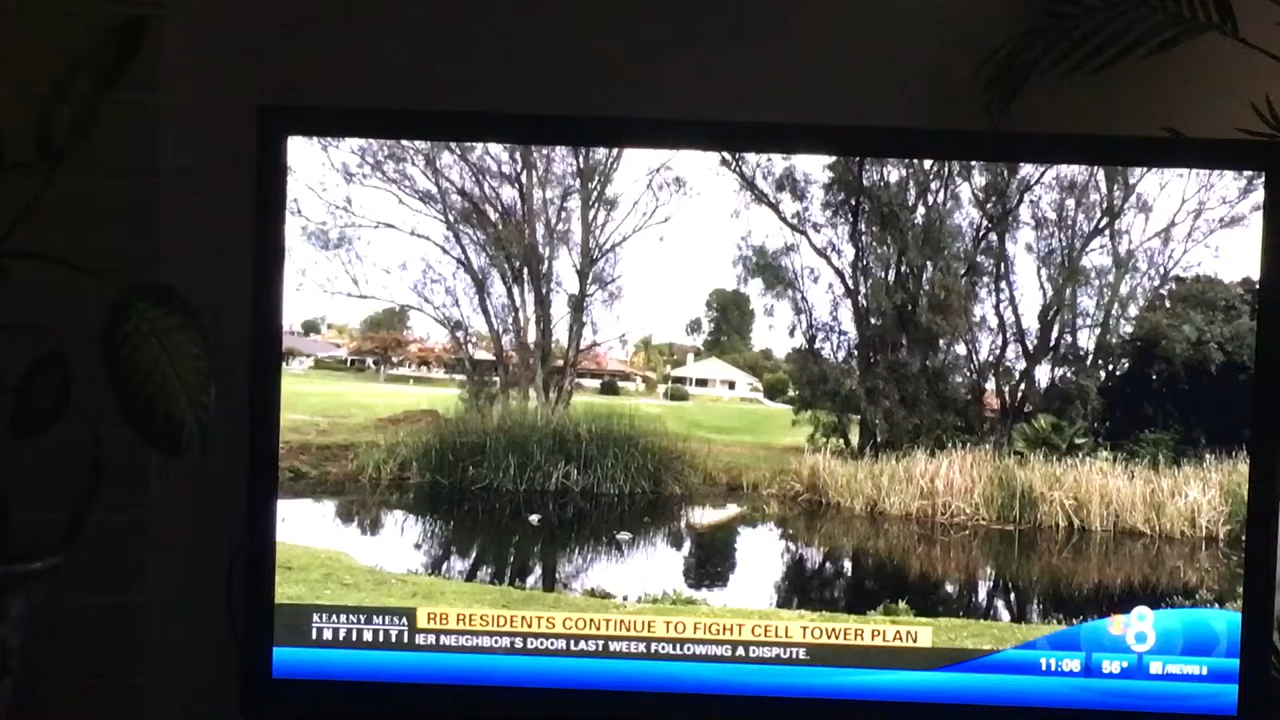 KEARNY MESA
INFINITI
RB RESIDENTS CONTINUE TO FIGHT CELL TOWER PLAN
IER NEIGHBOR'S DOOR LAST WEEK FOLLOWING A DISPUTE.
8
11:06 56° /NEWS8